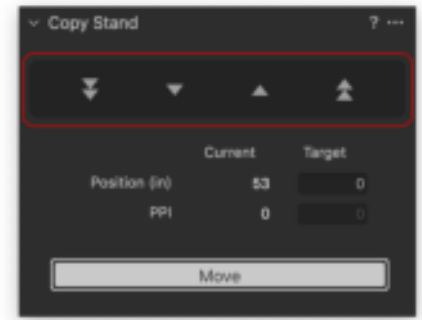 Copy Stand ? ...
Current Target
Position (in) 53 0
PPI 0 0
Move